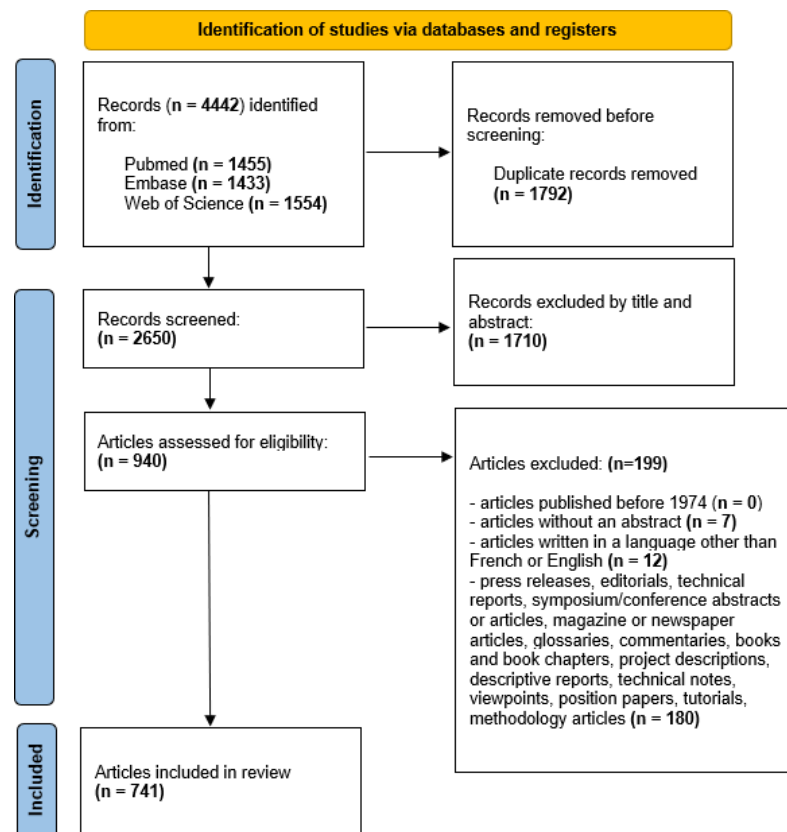 Identification of studies via databases and registers
Identification
Records (n = 4442) identified
from:
Pubmed (n = 1455)
Embase (n = 1433)
Web of Science (n = 1554)
Records removed before
screening:
Duplicate records removed
(n = 1792)
Screening
Records screened:
(n = 2650)
Records excluded by title and
abstract:
(n = 1710)
Articles assessed for eligibility:
(n = 940)
Articles excluded: (n=199)
- articles published before 1974 (n = 0)
- articles without an abstract (n = 7)
- articles written in a language other than
French or English (n = 12)
- press releases, editorials, technical
reports, symposium/conference abstracts
or articles, magazine or newspaper
articles, glossaries, commentaries, books
and book chapters, project descriptions,
descriptive reports, technical notes,
viewpoints, position papers, tutorials,
methodology articles (n = 180)
Included
Articles included in review
(n = 741)